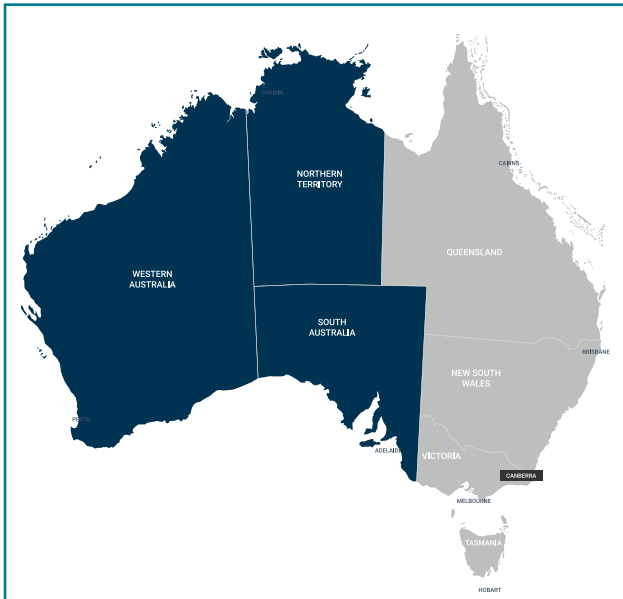 DARWIN
CAIRNS
NORTHERN
TERRITORY
QUEENSLAND
WESTERN
AUSTRALIA
SOUTH
AUSTRALIA
BRISBANE
NEW SOUTH
WALES
PERTH
ADELAIDE
VICTORIA
CANBERRA
MELBOURNE
TASMANIA
HOBART